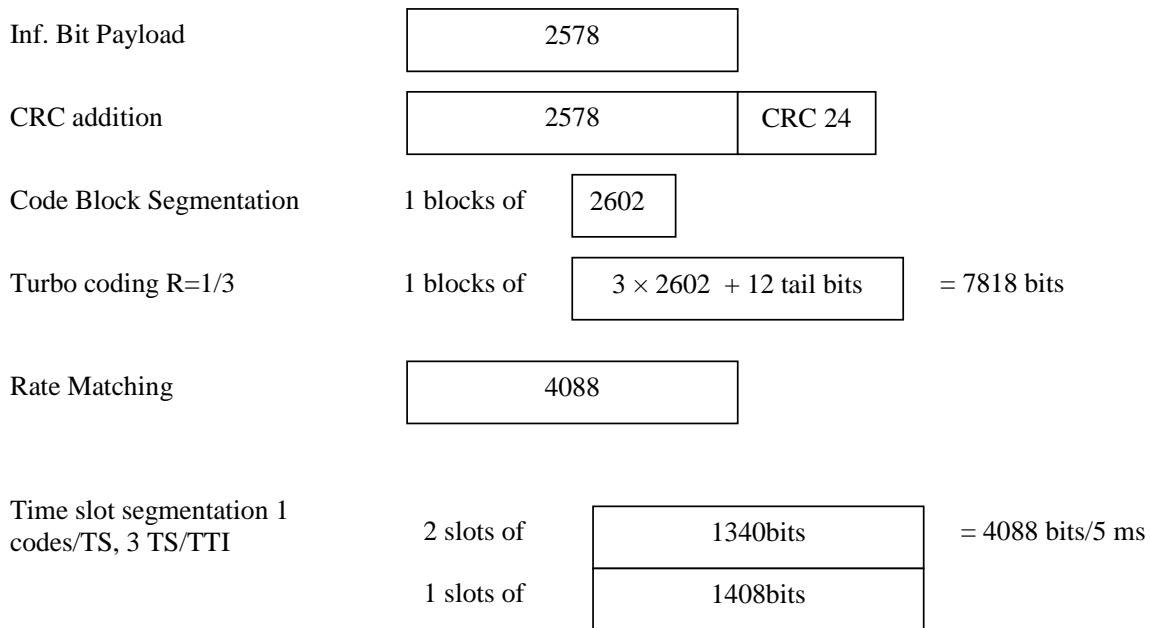 Inf. Bit Payload 2578
CRC addition 2578 CRC 24
Code Block Segmentation 1 blocks of 2602
Turbo coding R=1/3 1 blocks of 3 × 2602 + 12 tail bits = 7818 bits
Rate Matching 4088
Time slot segmentation 1
codes/TS, 3 TS/TTI 2 slots of 1340bits = 4088 bits/5 ms
1 slots of 1408bits